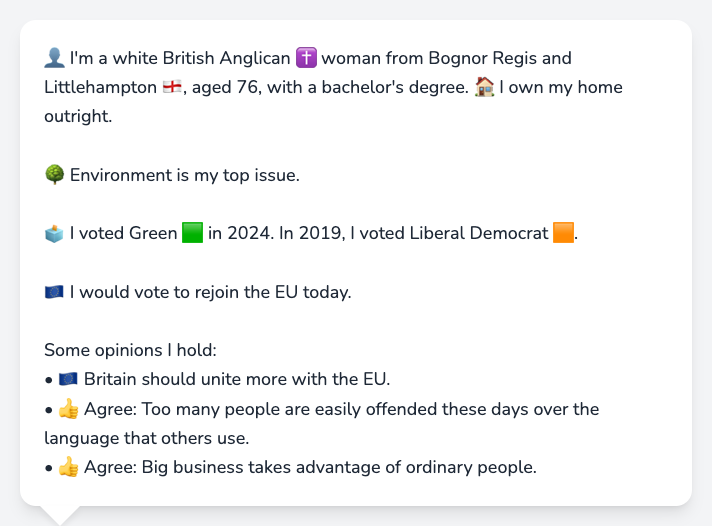 👤 I'm a white British Anglican ✝️ woman from Bognor Regis and
Littlehampton 🏴󠁧󠁢󠁥󠁮󠁧󠁿, aged 76, with a bachelor's degree. 🏠 I own my home
outright.
🌳 Environment is my top issue.
🗳️ I voted Green 🟩 in 2024. In 2019, I voted Liberal Democrat 🟧.
🇪🇺 I would vote to rejoin the EU today.
Some opinions I hold:
• 🇪🇺 Britain should unite more with the EU.
• 👍 Agree: Too many people are easily offended these days over the
language that others use.
• 👍 Agree: Big business takes advantage of ordinary people.